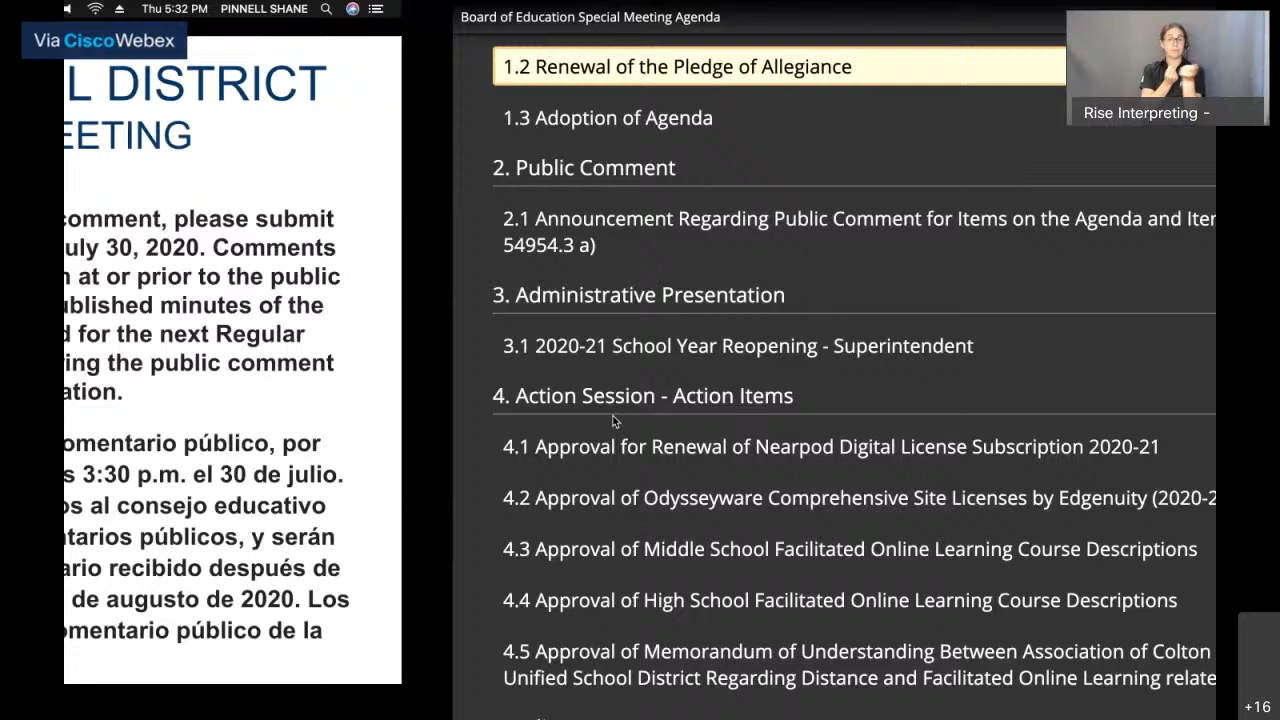 Thu 5:32 PM PINNELL SHANE
Via CiscoWebex
L DISTRICT
EETING
comment, please submit
uly 30, 2020. Comments
n at or prior to the public
ublished minutes of the
d for the next Regular
ring the public comment
ation.
omentario público, por
s 3:30 p.m. el 30 de julio.
os al consejo educativo
ntarios públicos, y serán
ario recibido después de
de augusto de 2020. Los
omentario público de la
Board of Education Special Meeting Agenda
1.2 Renewal of the Pledge of Allegiance
1.3 Adoption of Agenda
2. Public Comment
2.1 Announcement Regarding Public Comment for Items on the Agenda and Iter
54954.3 a)
3. Administrative Presentation
3.1 2020-21 School Year Reopening - Superintendent
4. Action Session - Action Items
4.1 Approval for Renewal of Nearpod Digital License Subscription 2020-21
4.2 Approval of Odysseyware Comprehensive Site Licenses by Edgenuity (2020-2
4.3 Approval of Middle School Facilitated Online Learning Course Descriptions
4.4 Approval of High School Facilitated Online Learning Course Descriptions
4.5 Approval of Memorandum of Understanding Between Association of Colton
Unified School District Regarding Distance and Facilitated Online Learning relate
Rise Interpreting -
+16